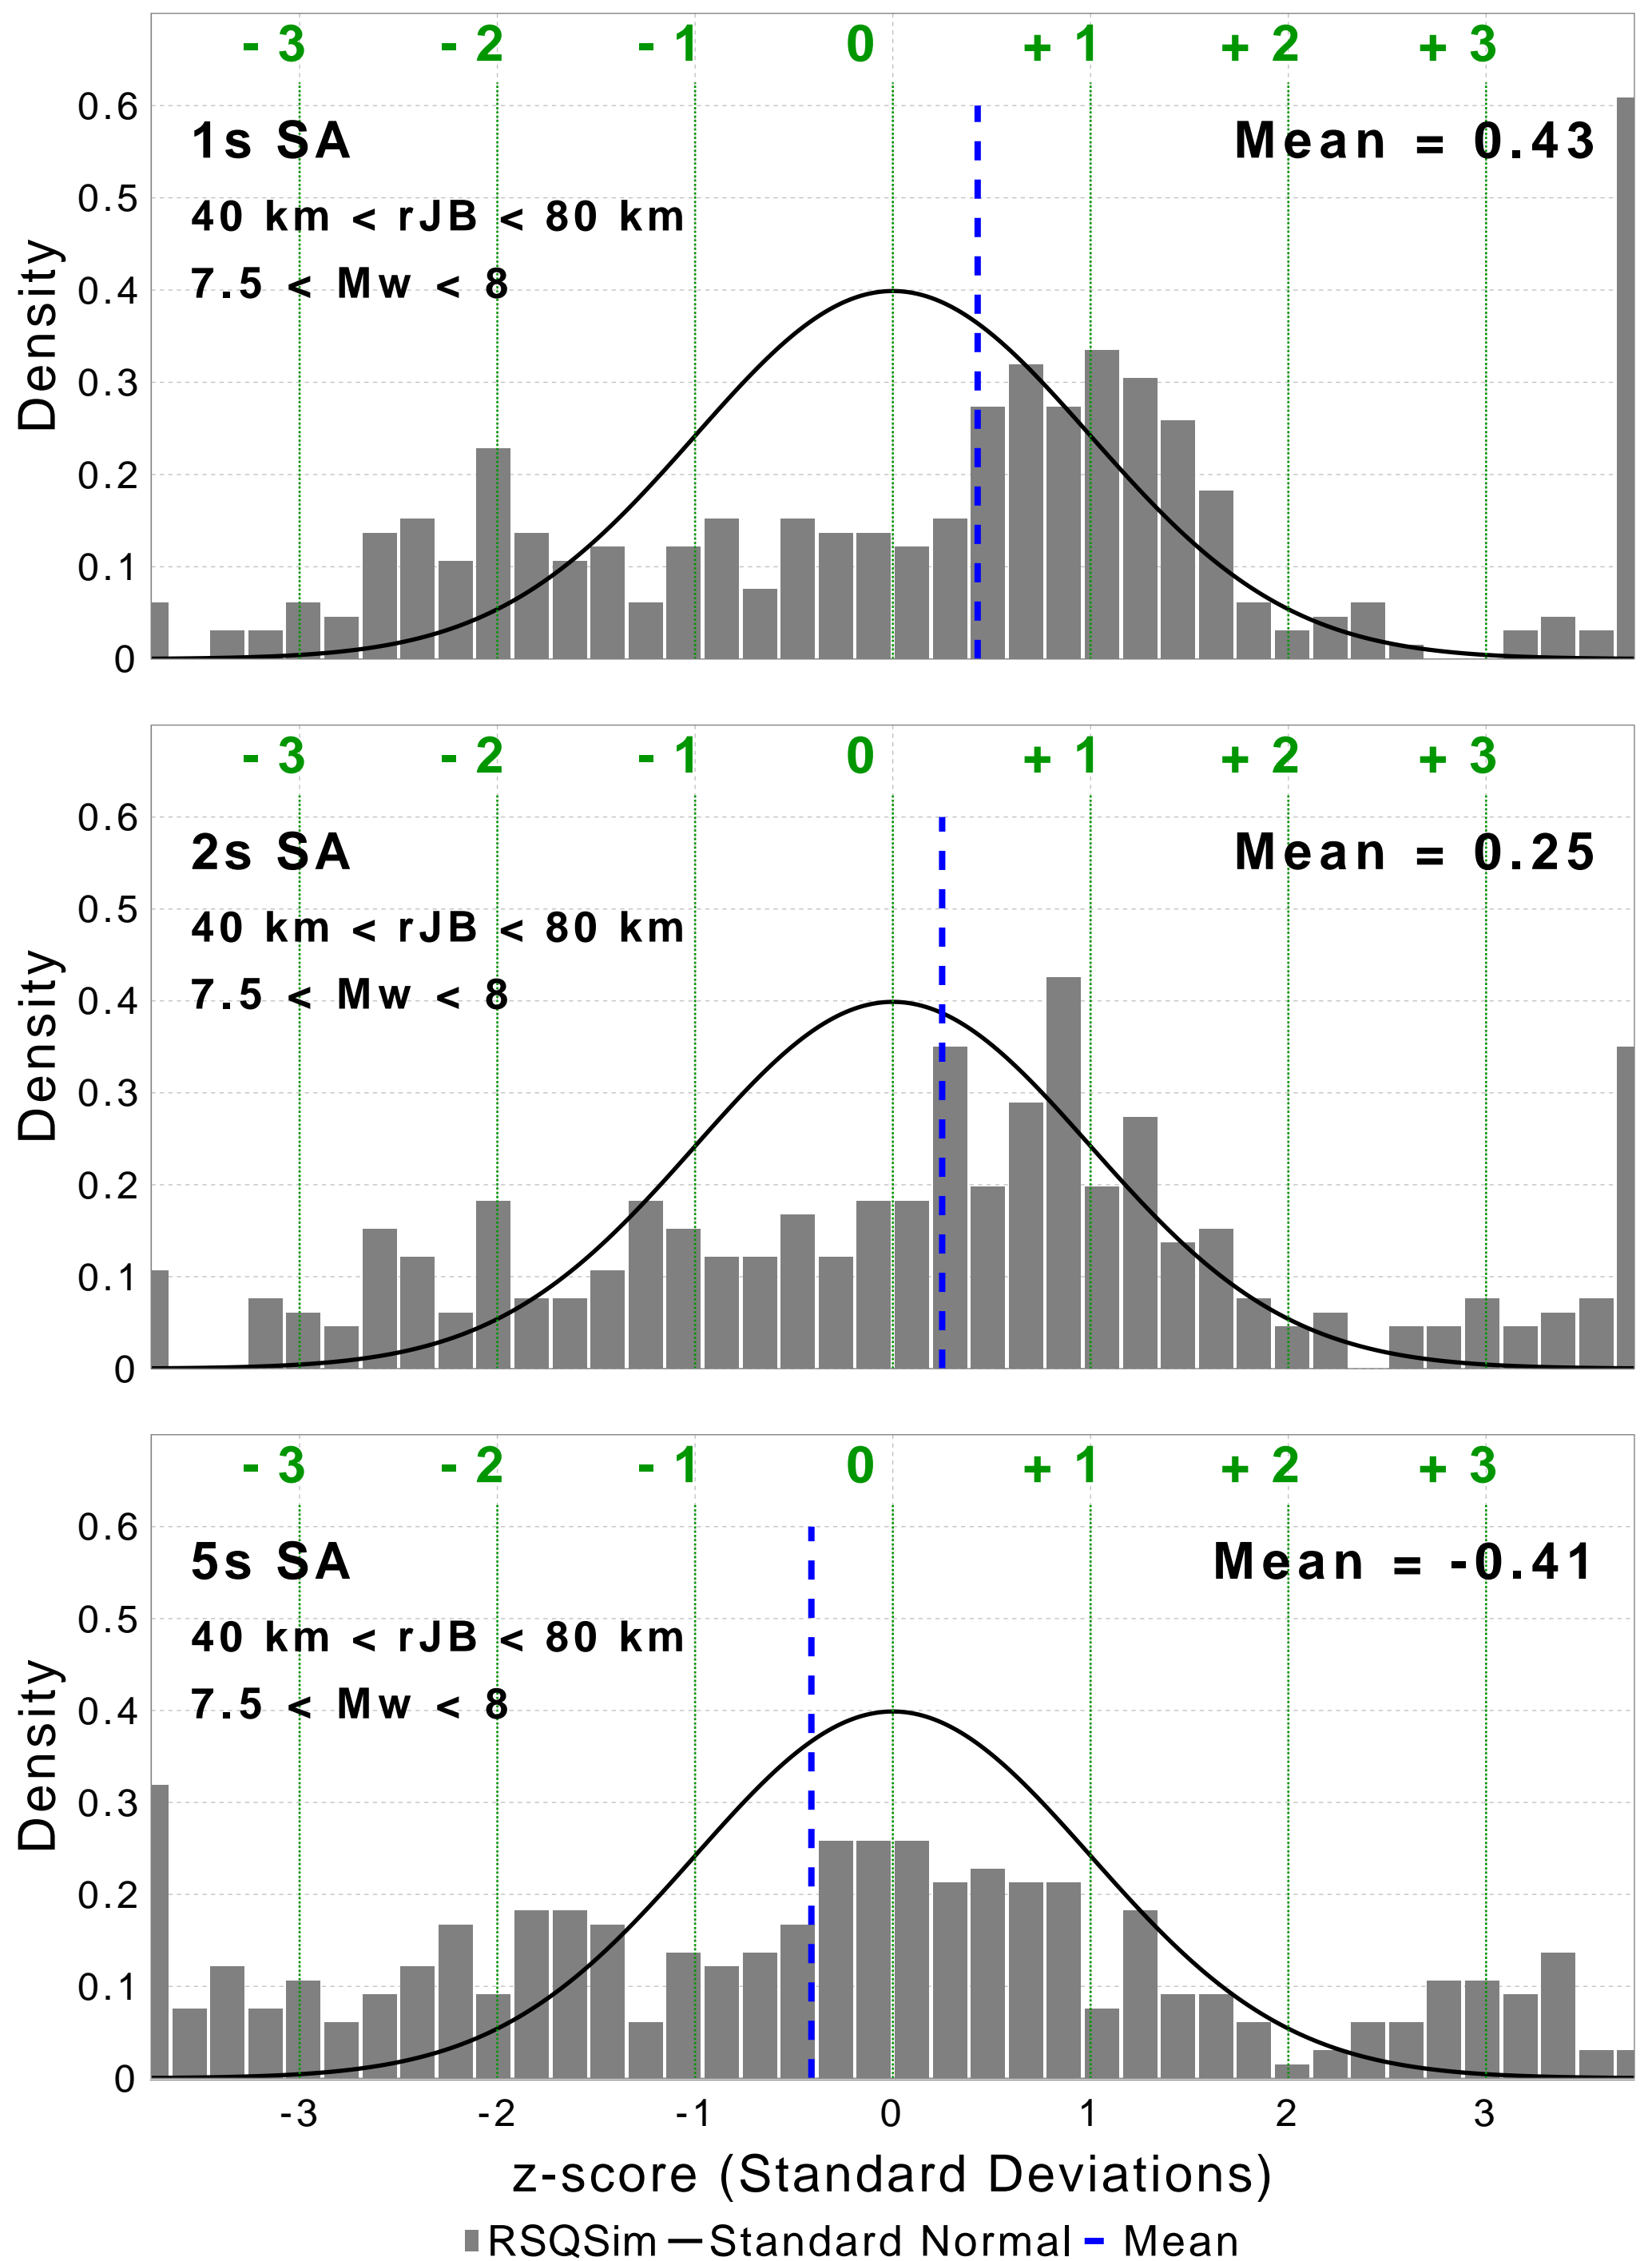 - 3 - 2 - 1 0 + 1 + 2 + 3
0.6
1s SA Mean = 0.43
0.5
40 km < rJB < 80 km
7.5 < Mw < 8
0.4
Density
0.3
0.2
0.1
0
- 3 - 2 - 1 0 + 1 + 2 + 3
0.6
2s SA Mean = 0.25
0.5
40 km < rJB < 80 km
7.5 < Mw < 8
0.4
Density
0.3
0.2
0.1
0
- 3 - 2 - 1 0 + 1 + 2 + 3
0.6
5s SA Mean = -0.41
0.5
40 km < rJB < 80 km
7.5 < Mw < 8
0.4
Density
0.3
0.2
0.1
0
-3 -2 -1 0 1 2 3
z-score (Standard Deviations)
RSQSim Standard Normal Mean